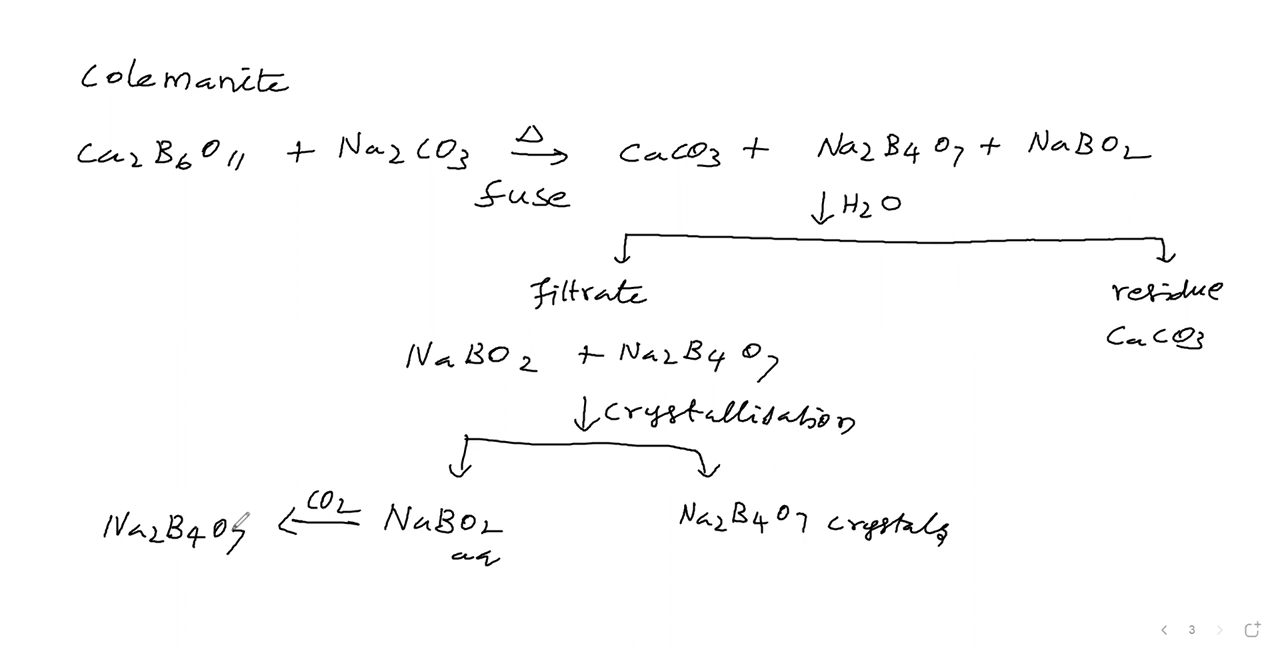 Colemanite
Ca2B6O11 + Na2CO3 Δ→ CaCO3 + Na2B4O7 + NaBO2
fuse
↓H2O
filtrate residue
CaCO3
NaBO2 + Na2B4O7
↓crystallisation
Na2B4O7 ←CO2 NaBO2 Na2B4O7 crystals
aq
3